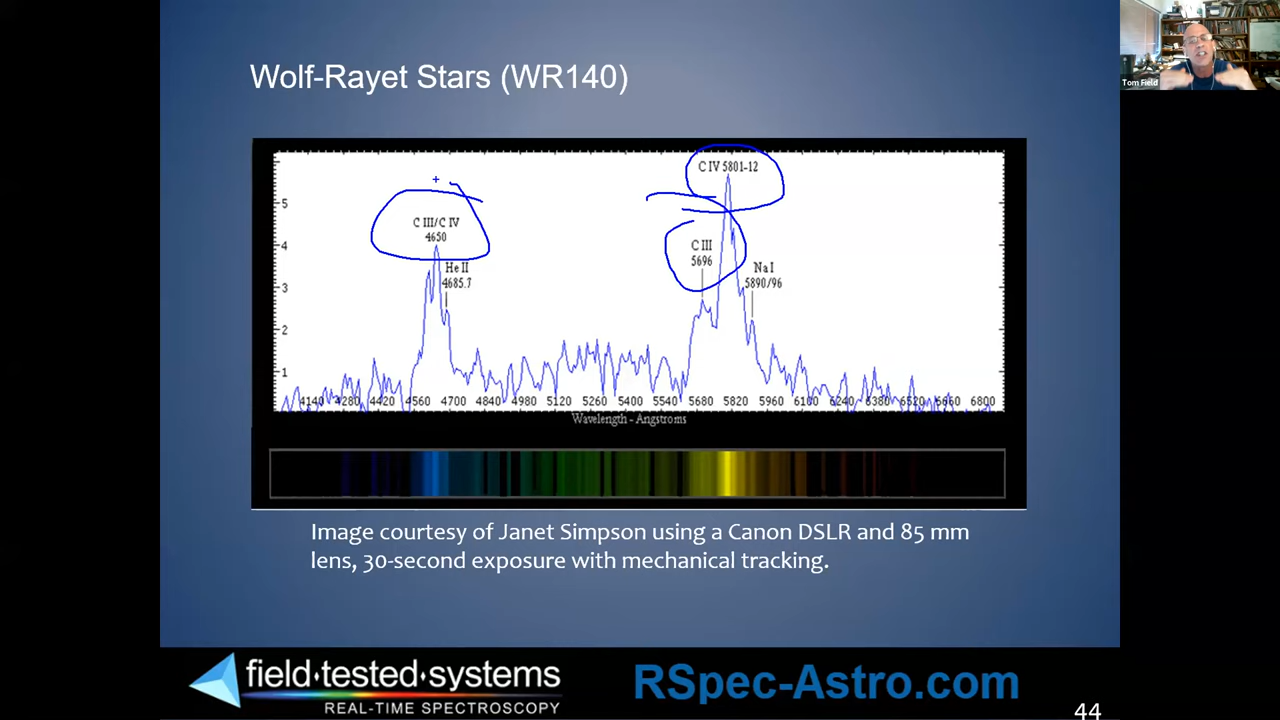 Tom Field
Wolf-Rayet Stars (WR140)
C IV 5801-12
C III/C IV
4650
C III
5696
He II
4685.7
Na I
5890/96
5
4
3
2
1
4140 4280 4420 4560 4700 4840 4980 5120 5260 5400 5540 5680 5820 5960 6100 6240 6380 6520 6660 6800
Wavelength - Angstroms
Image courtesy of Janet Simpson using a Canon DSLR and 85 mm
lens, 30-second exposure with mechanical tracking.
field·tested·systems
REAL-TIME SPECTROSCOPY
RSpec-Astro.com
44